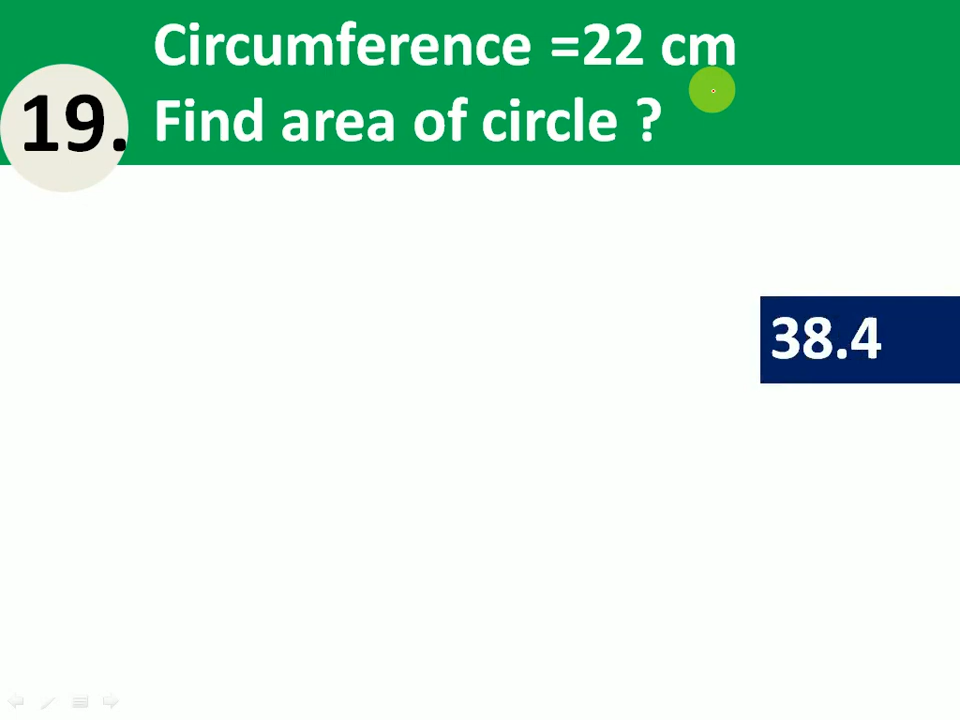 Circumference =22 cm
19. Find area of circle ?
38.4